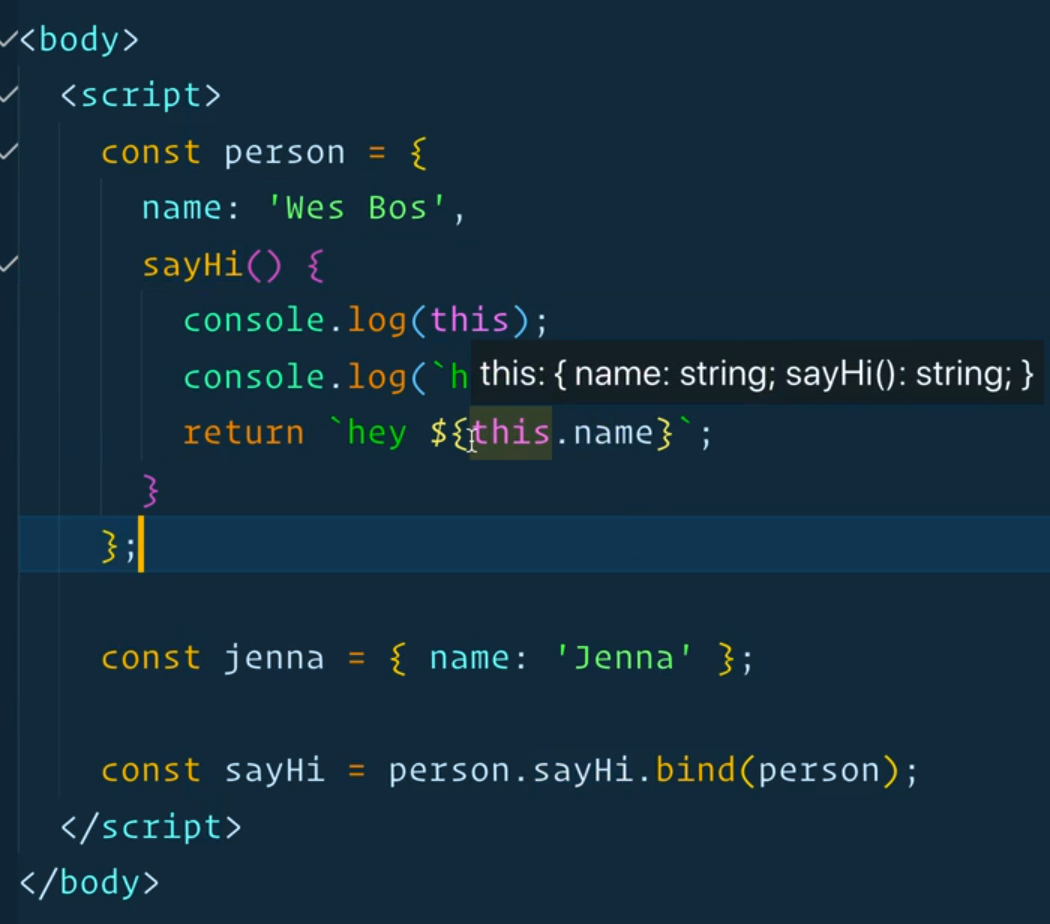 <body>
<script>
const person = {
name: 'Wes Bos',
sayHi() {
console.log(this);
console.log(`h
this: { name: string; sayHi(): string; }
return `hey ${this.name}`;
}
};
const jenna = { name: 'Jenna' };
const sayHi = person.sayHi.bind(person);
</script>
</body>